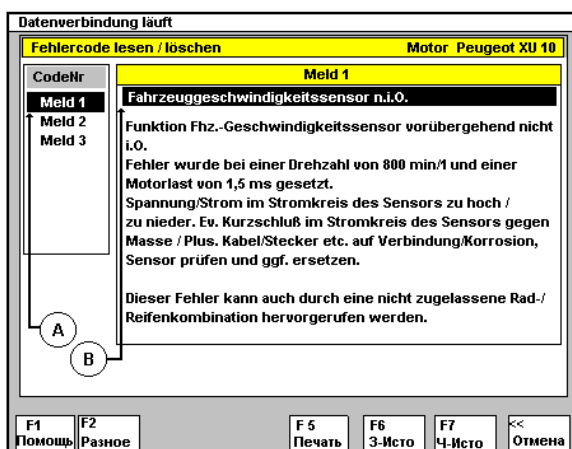 Datenverbindung läuft
Fehlercode lesen / löschen Motor Peugeot XU 10
CodeNr
Meld 1
Meld 2
Meld 3
Meld 1
Fahrzeuggeschwindigkeitssensor n.i.O.
Funktion Fhz.-Geschwindigkeitssensor vorübergehend nicht
i.O.
Fehler wurde bei einer Drehzahl von 800 min/1 und einer
Motorlast von 1,5 ms gesetzt.
Spannung/Strom im Stromkreis des Sensors zu hoch /
zu nieder. Ev. Kurzschluß im Stromkreis des Sensors gegen
Masse / Plus. Kabel/Stecker etc. auf Verbindung/Korrosion,
Sensor prüfen und ggf. ersetzen.
Dieser Fehler kann auch durch eine nicht zugelassene Rad-/
Reifenkombination hervorgerufen werden.
A
B
F1 Помощь
F2 Разное
F 5 Печать
F6 З-Исто
F7 Ч-Исто
<< Отмена